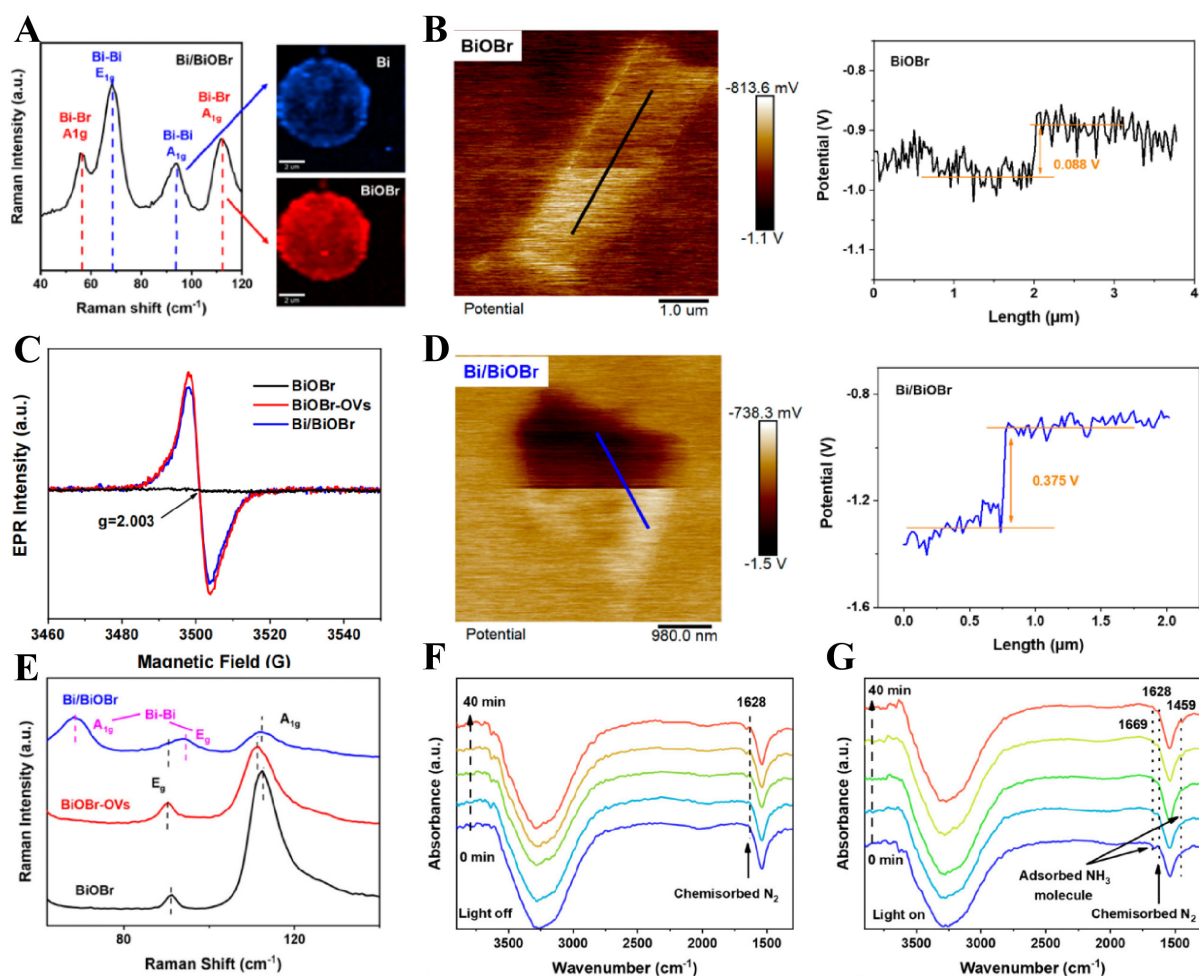 A
Bi-Bi
E1g
Bi/BiOBr
Bi-Br
A1g
Bi-Bi
A1g
Bi-Br
A1g
Raman Intensity (a.u.)
40 60 80 100 120
Raman shift (cm-1)
Bi
2 um
BiOBr
2 um
B
BiOBr
-813.6 mV
-1.1 V
Potential
1.0 um
BiOBr
-0.8
-0.9
-1.0
-1.1
Potential (V)
0.088 V
0 1 2 3 4
Length (µm)
C
BiOBr
BiOBr-OVs
Bi/BiOBr
g=2.003
EPR Intensity (a.u.)
3460 3480 3500 3520 3540
Magnetic Field (G)
D
Bi/BiOBr
-738.3 mV
-1.5 V
Potential
980.0 nm
Bi/BiOBr
-0.9
-1.2
-1.6
Potential (V)
0.375 V
0.0 0.5 1.0 1.5 2.0
Length (µm)
E
Bi/BiOBr
A1g
Bi-Bi
Eg
A1g
Eg
BiOBr-OVs
BiOBr
Raman Intensity (a.u.)
80 120
Raman Shift (cm-1)
F
40 min
1628
0 min
Chemisorbed N2
Light off
Absorbance (a.u.)
3500 3000 2500 2000 1500
Wavenumber (cm-1)
G
40 min
1628
1669
1459
0 min
Adsorbed NH3
molecule
Chemisorbed N2
Light on
Absorbance (a.u.)
3500 3000 2500 2000 1500
Wavenumber (cm-1)